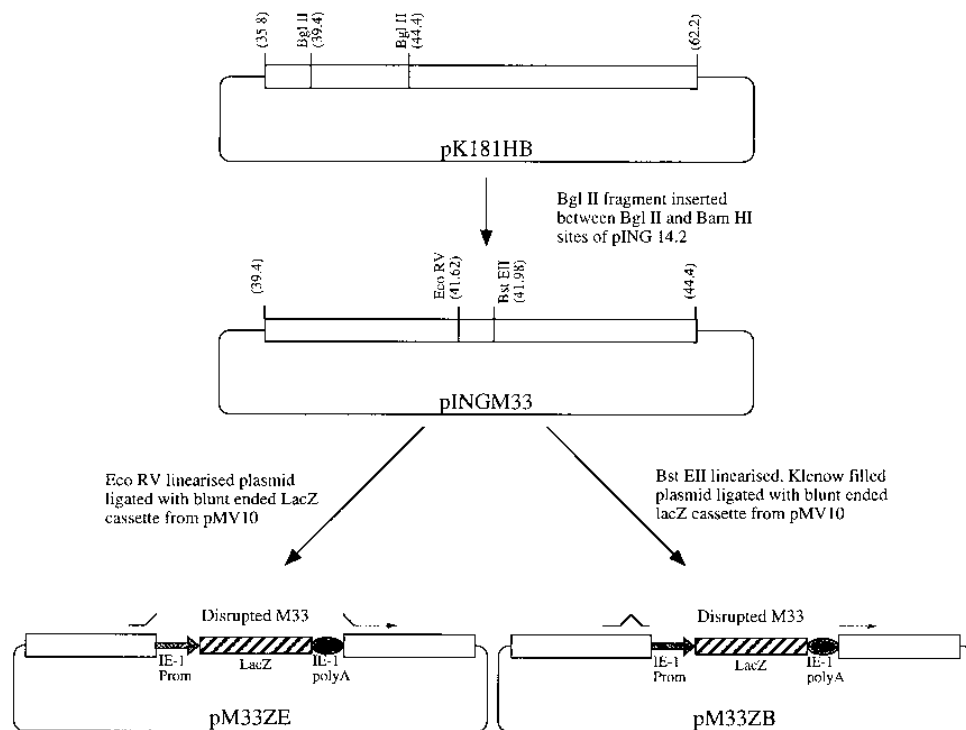 (35 8)
Bgl II
(39.4)
Bgl II
(44.4)
(62.2)
pK181HB
Bgl II fragment inserted
between Bgl II and Bam HI
sites of pING 14.2
(39.4)
Eco RV
(41.62)
Bst EII
(41.98)
(44.4)
pINGM33
Eco RV linearised plasmid
ligated with blunt ended LacZ
cassette from pMV10
Bst EII linearised, Klenow filled
plasmid ligated with blunt ended
lacZ cassette from pMV10
Disrupted M33
IE-1
Prom
LacZ
IE-1
polyA
pM33ZE
Disrupted M33
IE-1
Prom
LacZ
IE-1
polyA
pM33ZB